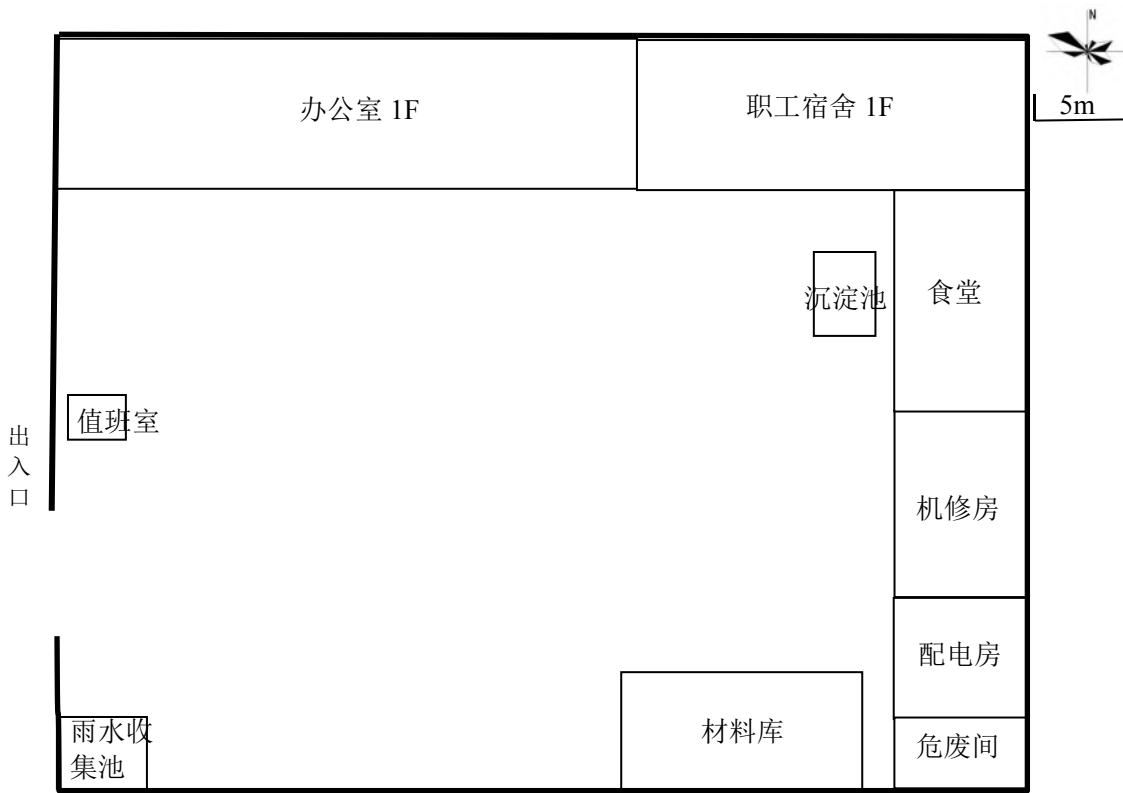 N
5m
办公室 1F
职工宿舍 1F
沉淀池
食堂
值班室
出
入
口
机修房
配电房
雨水收
集池
材料库
危废间